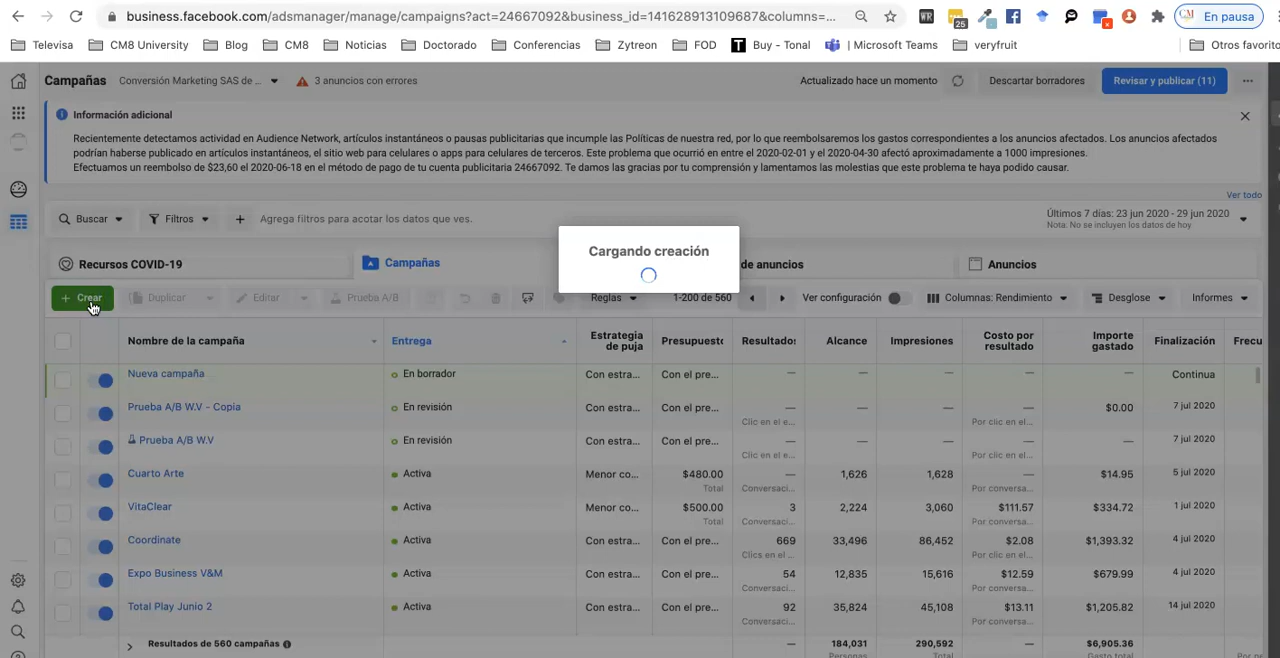 business.facebook.com/adsmanager/manage/campaigns?act=24667092&business_id=141628913109687&columns=...
WR
25
CM
En pausa
Televisa
CM8 University
Blog
CM8
Noticias
Doctorado
Conferencias
Zytreon
FOD
T Buy - Tonal
| Microsoft Teams
veryfruit
Otros favorito
Campañas
Conversión Marketing SAS de ...
3 anuncios con errores
Actualizado hace un momento
Descartar borradores
Revisar y publicar (11)
Información adicional
Recientemente detectamos actividad en Audience Network, artículos instantáneos o pausas publicitarias que incumple las Políticas de nuestra red, por lo que reembolsaremos los gastos correspondientes a los anuncios afectados. Los anuncios afectados
podrían haberse publicado en artículos instantáneos, el sitio web para celulares o apps para celulares de terceros. Este problema que ocurrió en entre el 2020-02-01 y el 2020-04-30 afectó aproximadamente a 1000 impresiones.
Efectuamos un reembolso de $23,60 el 2020-06-18 en el método de pago de tu cuenta publicitaria 24667092. Te damos las gracias por tu comprensión y lamentamos las molestias que este problema te haya podido causar.
Ver todo
Buscar
Filtros
+
Agrega filtros para acotar los datos que ves.
Últimos 7 días: 23 jun 2020 - 29 jun 2020
Nota: No se incluyen los datos de hoy.
Cargando creación
Recursos COVID-19
Campañas
de anuncios
Anuncios
+ Crear
Duplicar
Editar
Prueba A/B
Reglas
1-200 de 560
Ver configuración
Columnas: Rendimiento
Desglose
Informes
Nombre de la campaña
Entrega
Estrategia
de puja
Presupuesto
Resultados
Alcance
Impresiones
Costo por
resultado
Importe
gastado
Finalización
Frecu
Nueva campaña
En borrador
Con estra...
Con el pre...
—
—
—
—
—
Continua
Prueba A/B W.V - Copia
En revisión
Con estra...
Con el pre...
—
—
—
—
$0.00
7 jul 2020
Clic en el e...
Por clic en el...
Prueba A/B W.V
En revisión
Con estra...
Con el pre...
—
—
—
—
—
7 jul 2020
Clic en el e...
Por clic en el...
Cuarto Arte
Activa
Menor co...
$480.00
—
1,626
1,628
—
$14.95
5 jul 2020
Total
Conversaci...
Por conversa...
VitaClear
Activa
Menor co...
$500.00
3
2,224
3,060
$111.57
$334.72
1 jul 2020
Total
Conversaci...
Por conversa...
Coordinate
Activa
Con estra...
Con el pre...
669
33,496
86,452
$2.08
$1,393.32
4 jul 2020
Clics en el ...
Por clic en el...
Expo Business V&M
Activa
Con estra...
Con el pre...
54
12,835
15,616
$12.59
$679.99
4 jul 2020
Conversaci...
Por conversa...
Total Play Junio 2
Activa
Con estra...
Con el pre...
92
35,824
45,108
$13.11
$1,205.82
14 jul 2020
Conversaci...
Por conversa...
Resultados de 560 campañas
—
184,031
290,592
—
$6,905.36
Personas
Total
Gasto total
Por pe